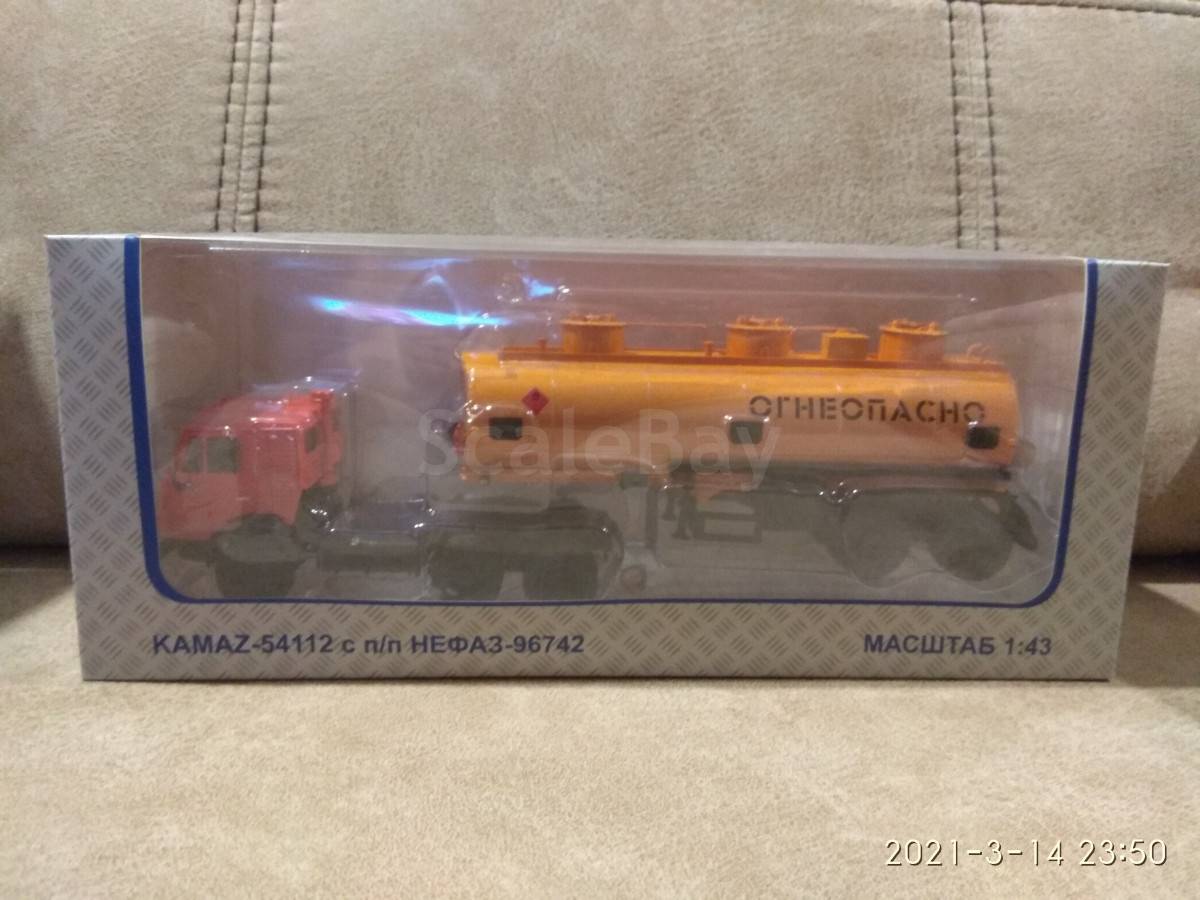 ОГНЕОПАСНО
ScaleBay
KAMAZ-54112 с п/п НЕФАЗ-96742
МАСШТАБ 1:43
2021-3-14 23:50